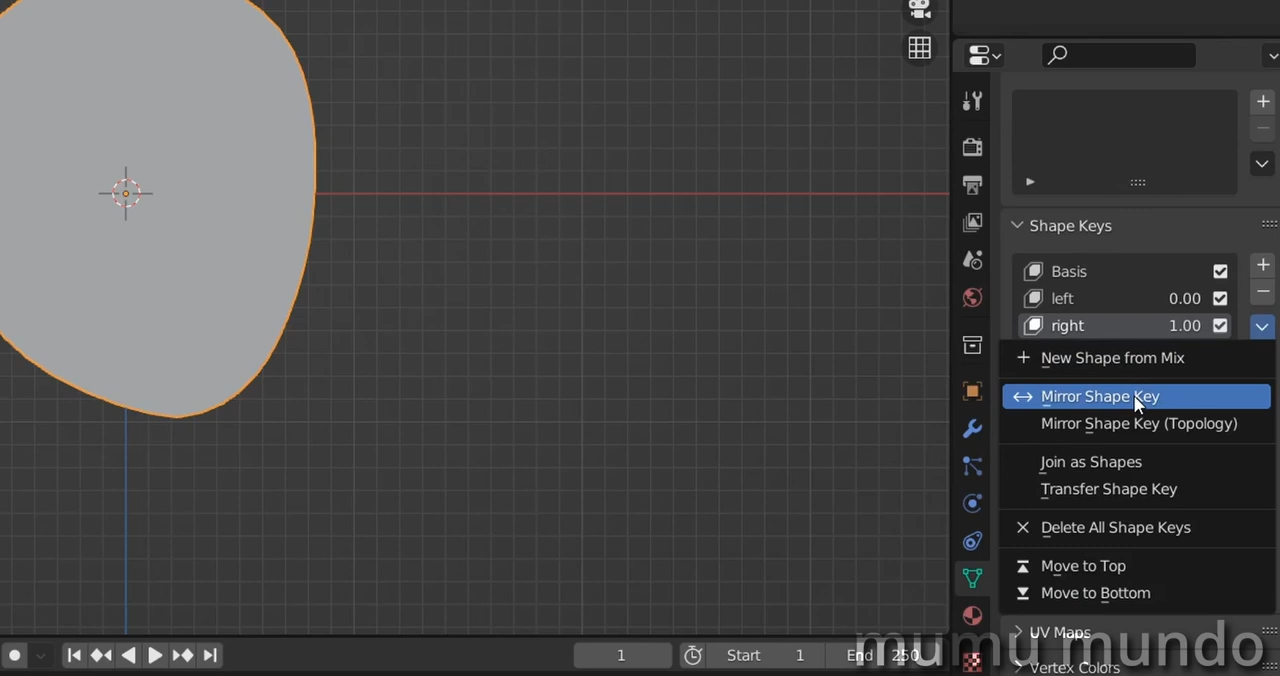 Shape Keys
Basis
left 0.00
right 1.00
New Shape from Mix
Mirror Shape Key
Mirror Shape Key (Topology)
Join as Shapes
Transfer Shape Key
Delete All Shape Keys
Move to Top
Move to Bottom
UV Maps
Vertex Colors
1 Start 1 End 250
mumu mundo